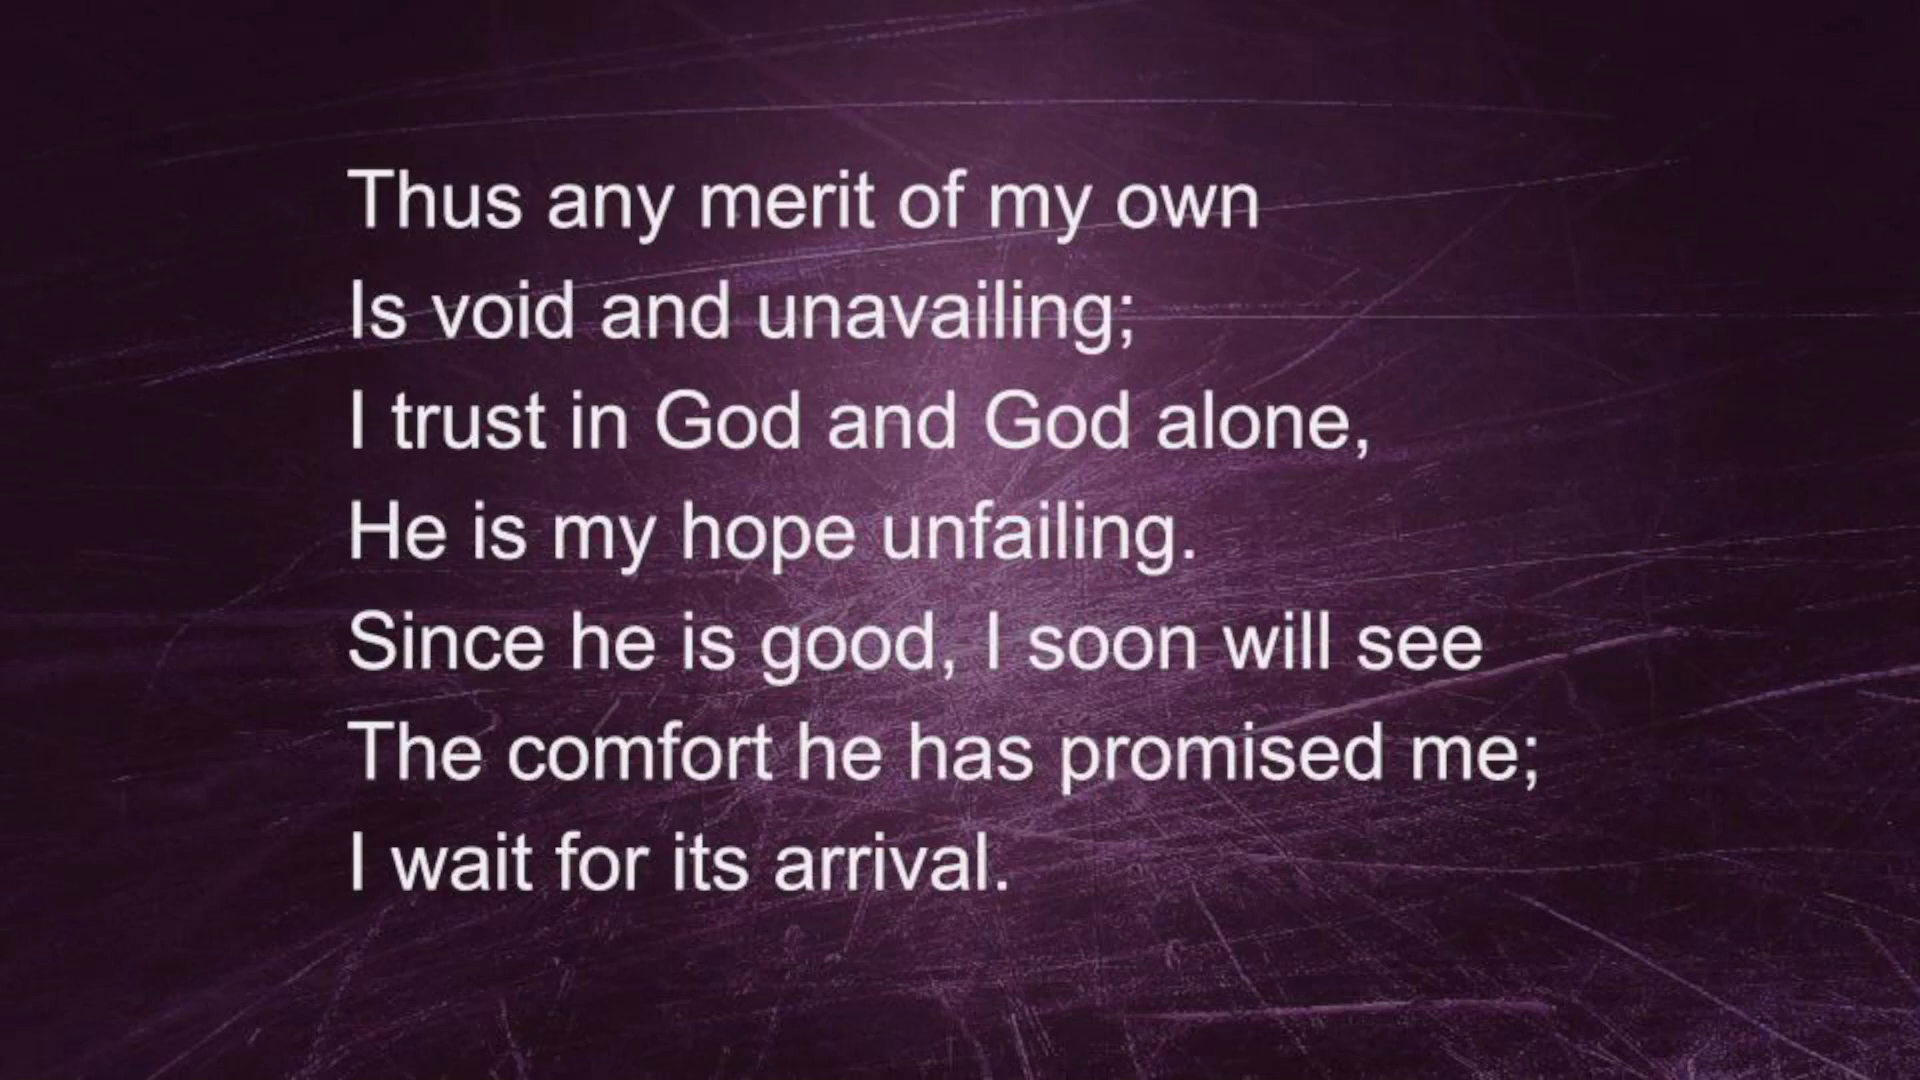 Thus any merit of my own
Is void and unavailing;
I trust in God and God alone,
He is my hope unfailing.
Since he is good, I soon will see
The comfort he has promised me;
I wait for its arrival.